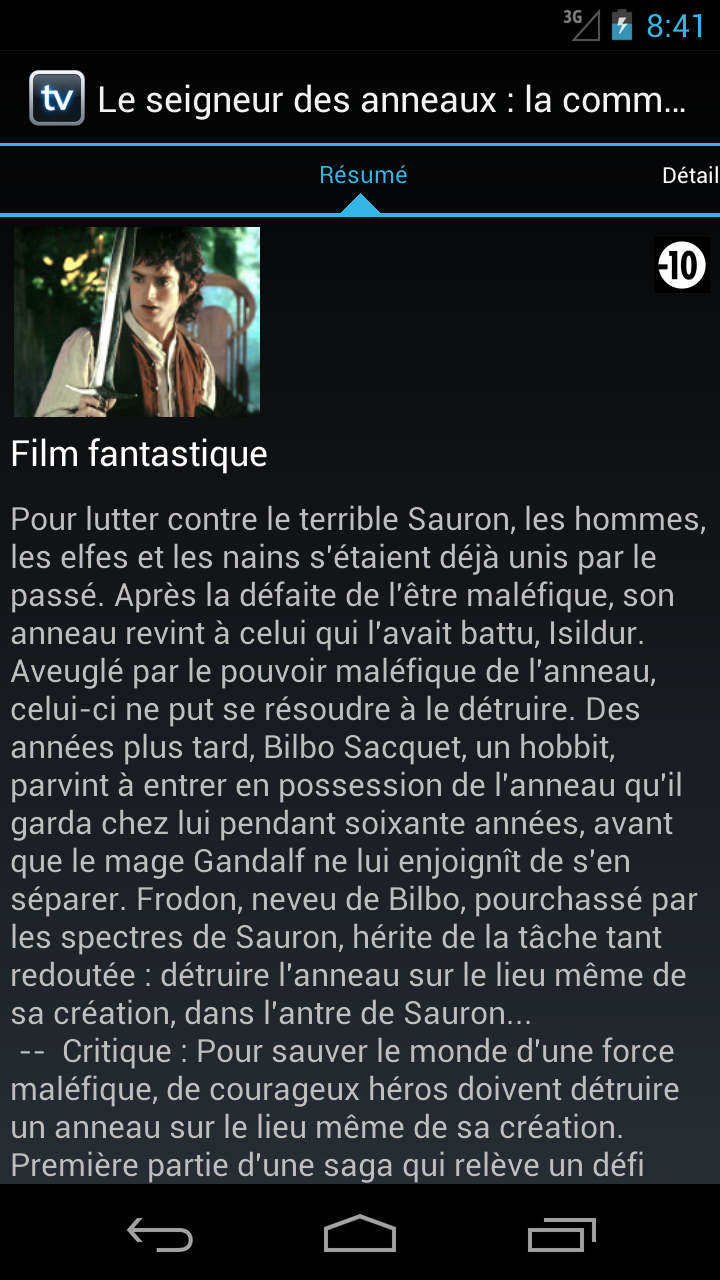 3G
8:41
tv
Le seigneur des anneaux : la comm...
Résumé
Détail
-10
Film fantastique
Pour lutter contre le terrible Sauron, les hommes,
les elfes et les nains s'étaient déjà unis par le
passé. Après la défaite de l'être maléfique, son
anneau revint à celui qui l'avait battu, Isildur.
Aveuglé par le pouvoir maléfique de l'anneau,
celui-ci ne put se résoudre à le détruire. Des
années plus tard, Bilbo Sacquet, un hobbit,
parvint à entrer en possession de l'anneau qu'il
garda chez lui pendant soixante années, avant
que le mage Gandalf ne lui enjoignît de s'en
séparer. Frodon, neveu de Bilbo, pourchassé par
les spectres de Sauron, hérite de la tâche tant
redoutée : détruire l'anneau sur le lieu même de
sa création, dans l'antre de Sauron...
-- Critique : Pour sauver le monde d'une force
maléfique, de courageux héros doivent détruire
un anneau sur le lieu même de sa création.
Première partie d'une saga qui relève un défi